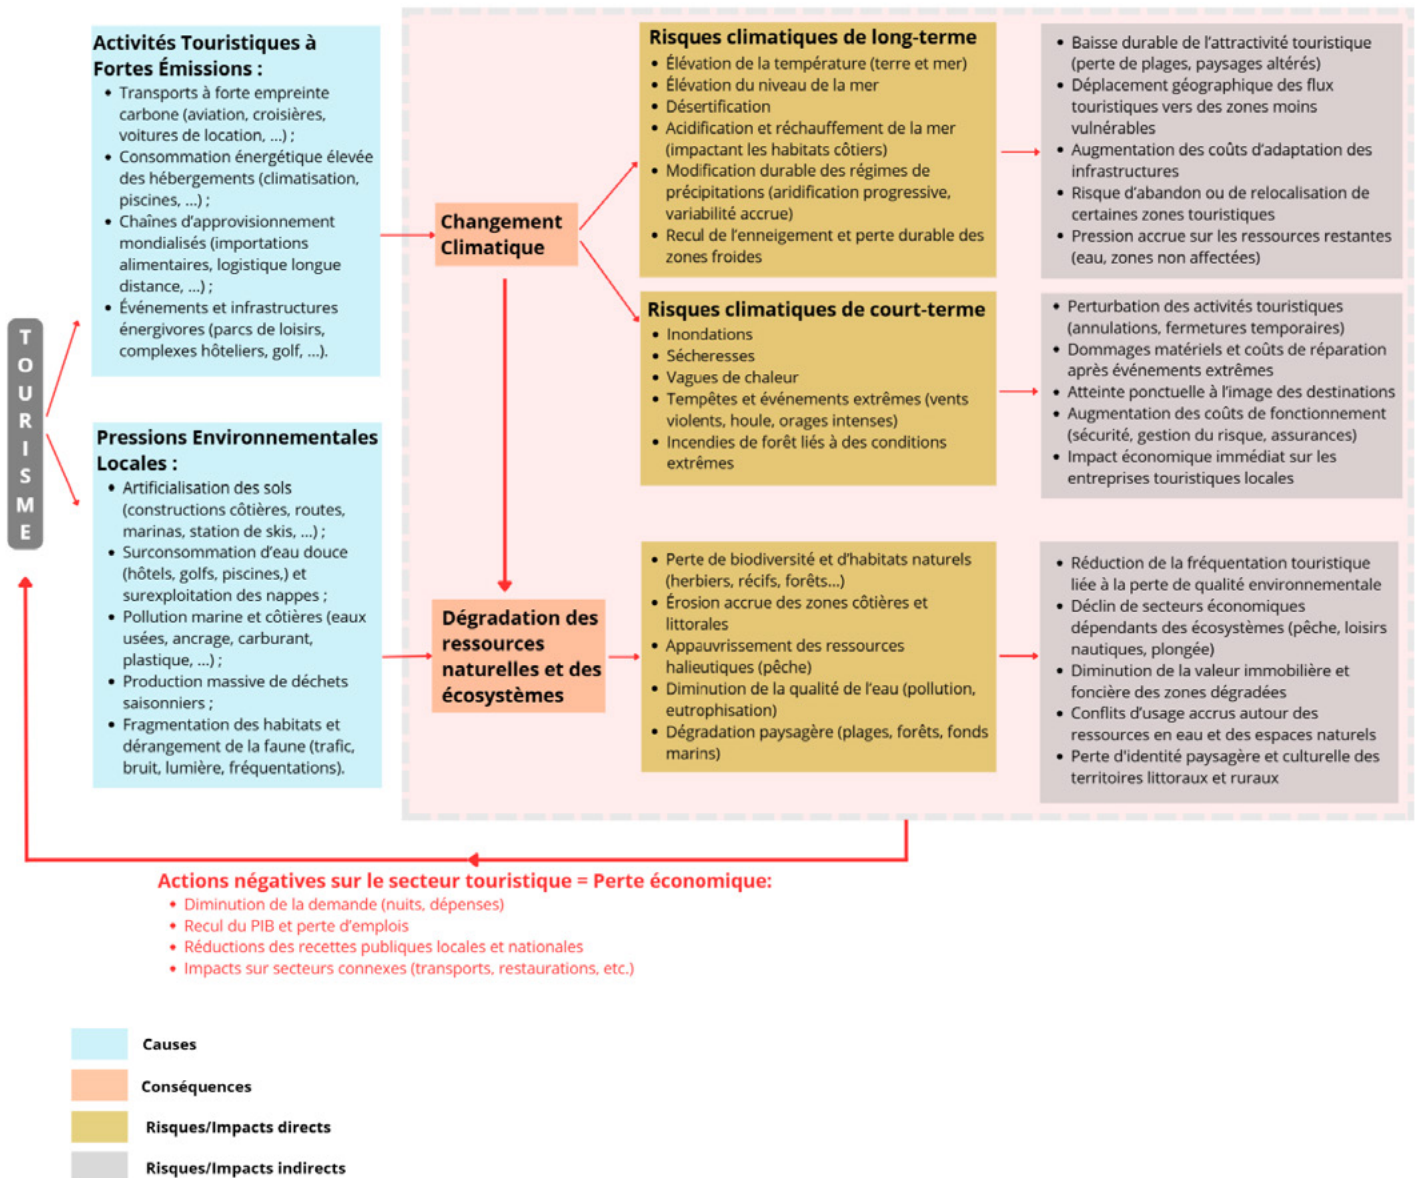 TOURISME
Activités Touristiques à
Fortes Émissions :
• Transports à forte empreinte
carbone (aviation, croisières,
voitures de location, ...) ;
• Consommation énergétique élevée
des hébergements (climatisation,
piscines, ...) ;
• Chaînes d'approvisionnement
mondialisés (importations
alimentaires, logistique longue
distance, ...) ;
• Événements et infrastructures
énergivores (parcs de loisirs,
complexes hôteliers, golf, ...).
Pressions Environnementales
Locales :
• Artificialisation des sols
(constructions côtières, routes,
marinas, station de skis, ...) ;
• Surconsommation d'eau douce
(hôtels, golfs, piscines,) et
surexploitation des nappes ;
• Pollution marine et côtières (eaux
usées, ancrage, carburant,
plastique, ...) ;
• Production massive de déchets
saisonniers ;
• Fragmentation des habitats et
dérangement de la faune (trafic,
bruit, lumière, fréquentations).
Changement
Climatique
Dégradation des
ressources
naturelles et des
écosystèmes
Risques climatiques de long-terme
• Élévation de la température (terre et mer)
• Élévation du niveau de la mer
• Désertification
• Acidification et réchauffement de la mer
(impactant les habitats côtiers)
• Modification durable des régimes de
précipitations (aridification progressive,
variabilité accrue)
• Recul de l'enneigement et perte durable des
zones froides
Risques climatiques de court-terme
• Inondations
• Sécheresses
• Vagues de chaleur
• Tempêtes et événements extrêmes (vents
violents, houle, orages intenses)
• Incendies de forêt liés à des conditions
extrêmes
• Perte de biodiversité et d'habitats naturels
(herbiers, récifs, forêts...)
• Érosion accrue des zones côtières et
littorales
• Appauvrissement des ressources
halieutiques (pêche)
• Diminution de la qualité de l'eau (pollution,
eutrophisation)
• Dégradation paysagère (plages, forêts, fonds
marins)
• Baisse durable de l'attractivité touristique
(perte de plages, paysages altérés)
• Déplacement géographique des flux
touristiques vers des zones moins
vulnérables
• Augmentation des coûts d'adaptation des
infrastructures
• Risque d'abandon ou de relocalisation de
certaines zones touristiques
• Pression accrue sur les ressources restantes
(eau, zones non affectées)
• Perturbation des activités touristiques
(annulations, fermetures temporaires)
• Dommages matériels et coûts de réparation
après événements extrêmes
• Atteinte ponctuelle à l'image des destinations
• Augmentation des coûts de fonctionnement
(sécurité, gestion du risque, assurances)
• Impact économique immédiat sur les
entreprises touristiques locales
• Réduction de la fréquentation touristique
liée à la perte de qualité environnementale
• Déclin de secteurs économiques
dépendants des écosystèmes (pêche, loisirs
nautiques, plongée)
• Diminution de la valeur immobilière et
foncière des zones dégradées
• Conflits d'usage accrus autour des
ressources en eau et des espaces naturels
• Perte d'identité paysagère et culturelle des
territoires littoraux et ruraux
Actions négatives sur le secteur touristique = Perte économique:
• Diminution de la demande (nuits, dépenses)
• Recul du PIB et perte d'emplois
• Réductions des recettes publiques locales et nationales
• Impacts sur secteurs connexes (transports, restaurations, etc.)
Causes
Conséquences
Risques/Impacts directs
Risques/Impacts indirects